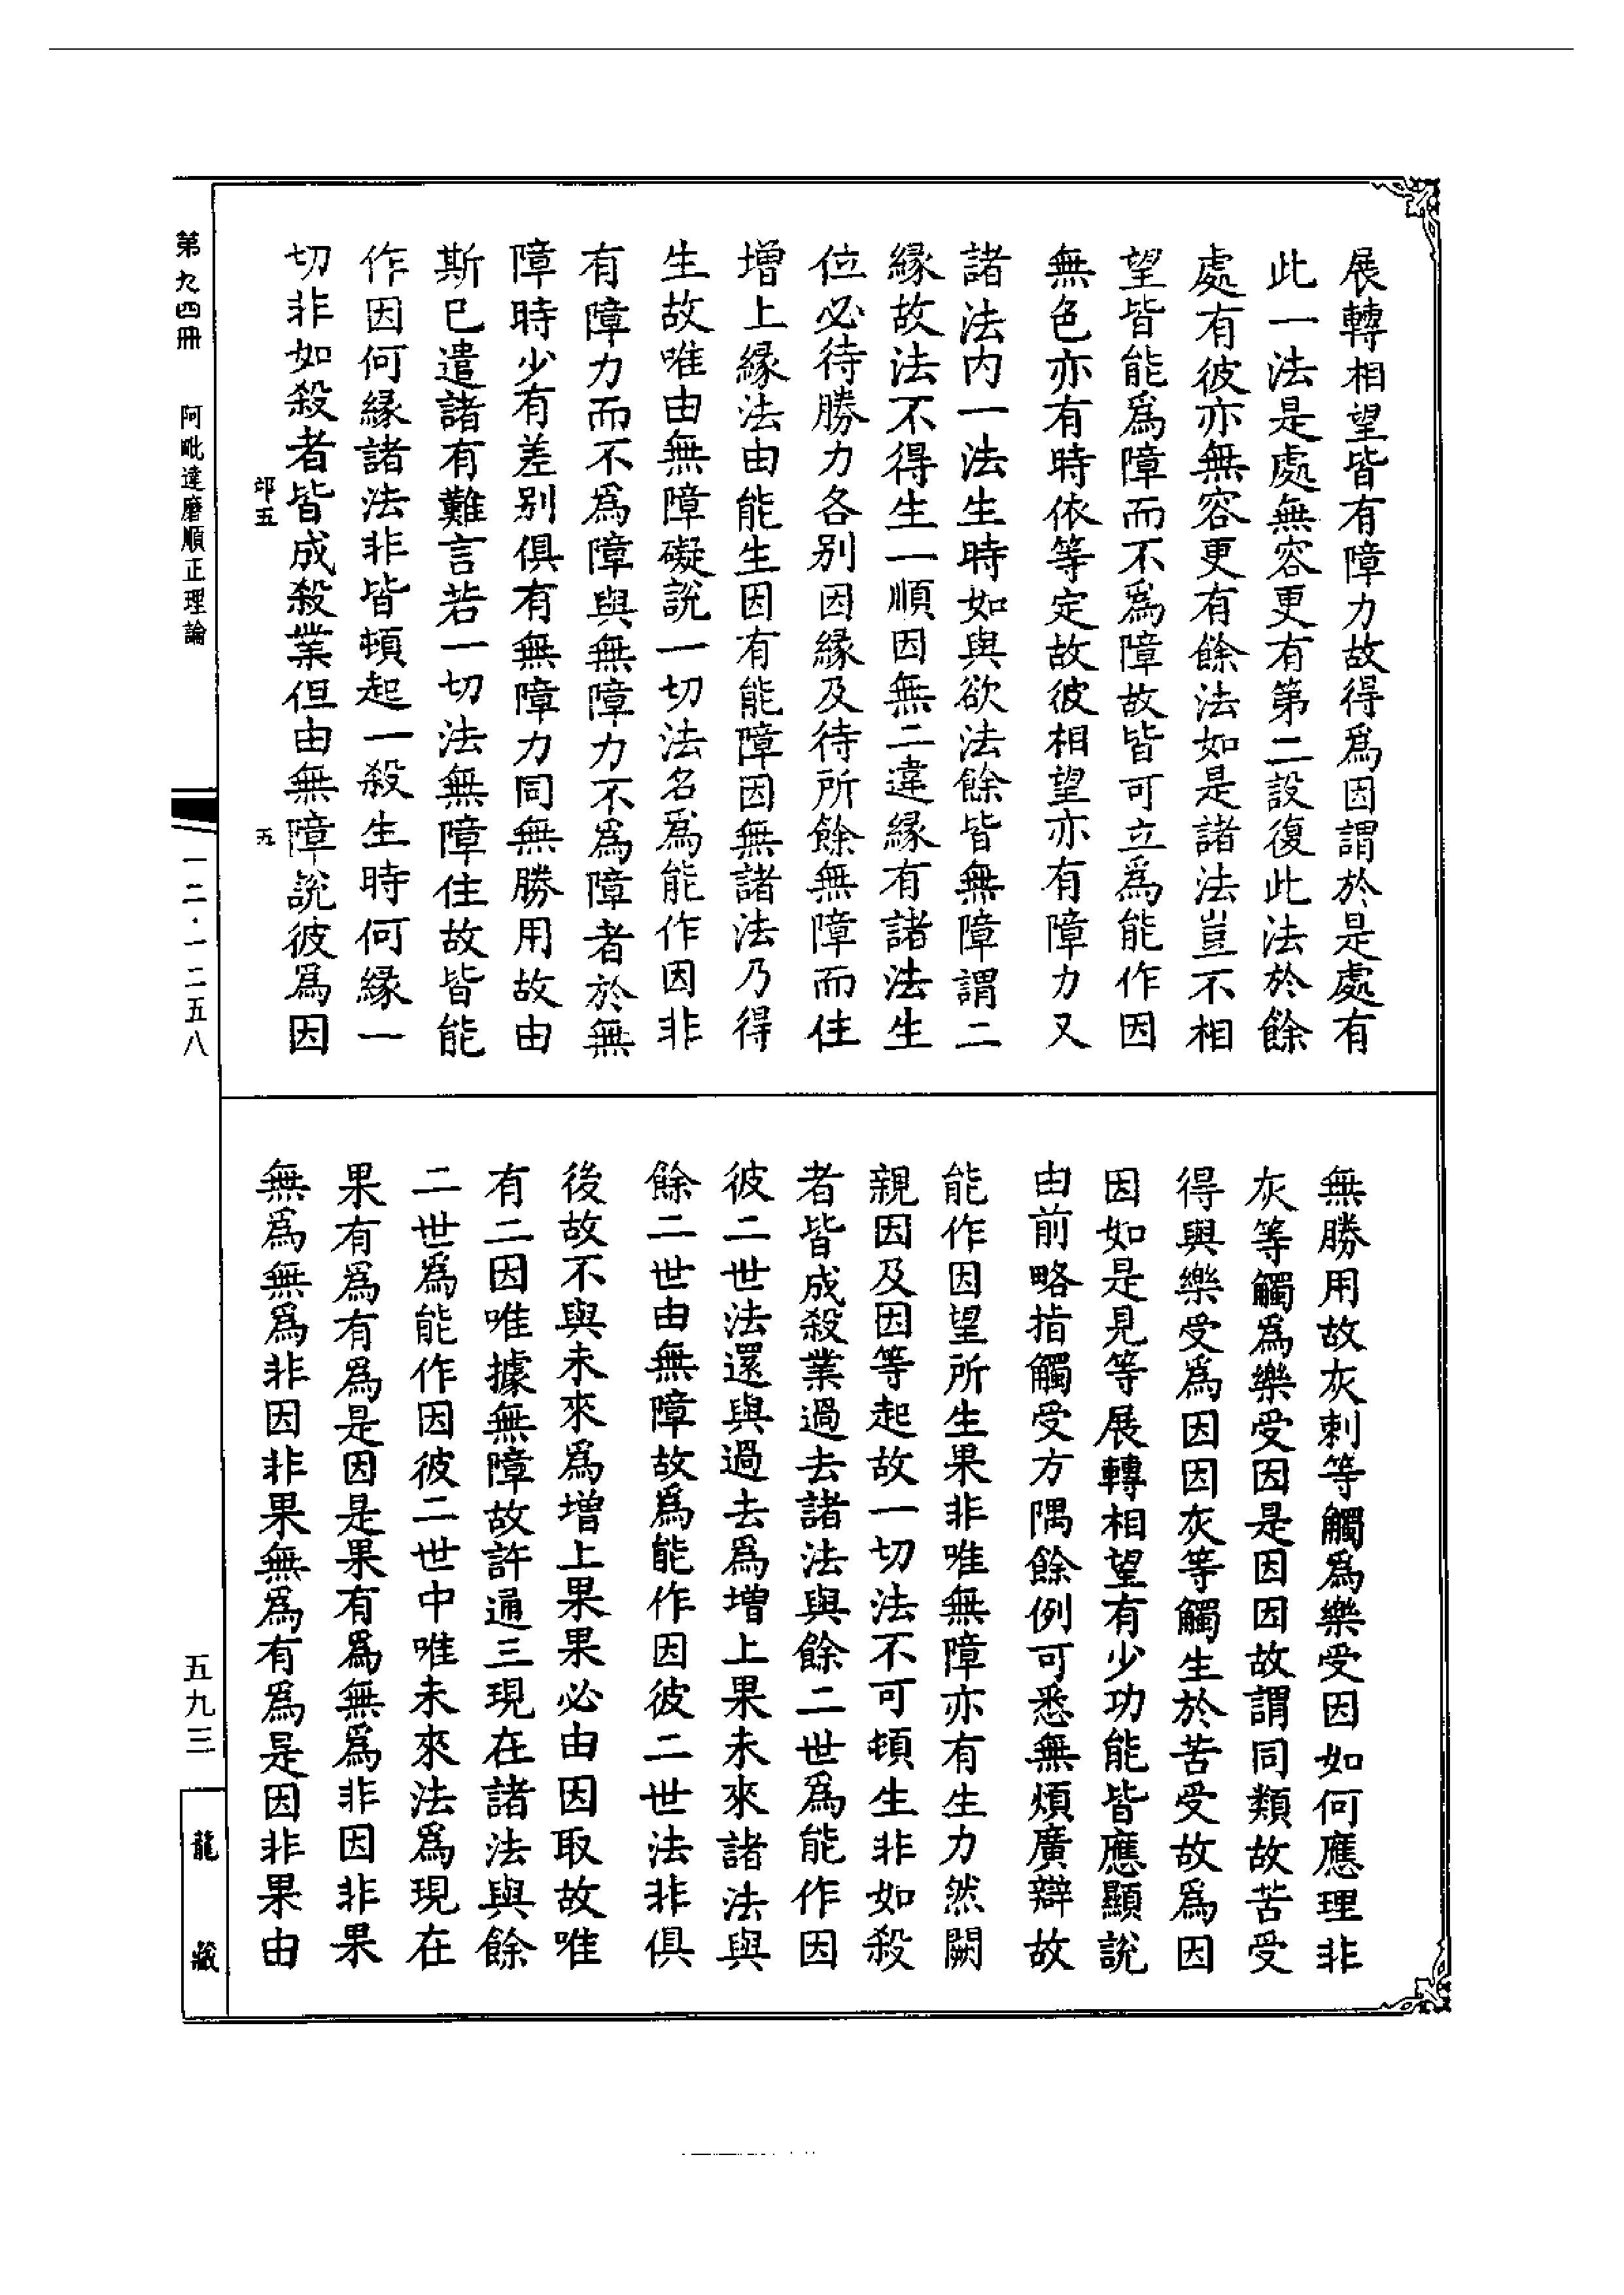 展轉相望皆有障力故得爲因謂於是處有
此一法是處無容更有第二設復此法於餘
處有彼亦無容更有餘法如是諸法豈不相
望皆能爲障而不爲障故皆可立爲能作因
無色亦有時依等定故彼相望亦有障力又
諸法内一法生時如與欲法餘皆無障謂二
縁故法不得生一順因無二違縁有諸法生
位必待勝力各别因縁及待所餘無障而住
增上縁法由能生因有能障因無諸法乃得
生故唯由無障礙説一切法名爲能作因非
有障力而不爲障與無障力不爲障者於無
障時少有差别俱有無障力同無勝用故由
斯已遣諸有難言若一切法無障住故皆能
作因何縁諸法非皆頓起一殺生時何縁一
切非如殺者皆成殺業但由無障説彼爲因
無勝用故灰刺等觸爲樂受因如何應理非
灰等觸爲樂受因是因因故謂同類故苦受
得與樂受爲因因灰等觸生於苦受故爲因
因如是見等展轉相望有少功能皆應顯説
由前略指觸受方隅餘例可悉無煩廣辯故
能作因望所生果非唯無障亦有生力然闕
親因及因等起故一切法不可頓生非如殺
者皆成殺業過去諸法與餘二世爲能作因
彼二世法還與過去爲增上果未來諸法與
餘二世由無障故爲能作因彼二世法非俱
後故不與未來爲增上果果必由因取故唯
有二因唯據無障故許通三現在諸法與餘
二世爲能作因彼二世中唯未來法爲現在
果有爲有爲是因是果有爲無爲非因非果
無爲無爲非因非果無爲有爲是因非果由
第九四冊
阿毗達磨順正理論
五
五
一二·一二五八
五九三
龍藏